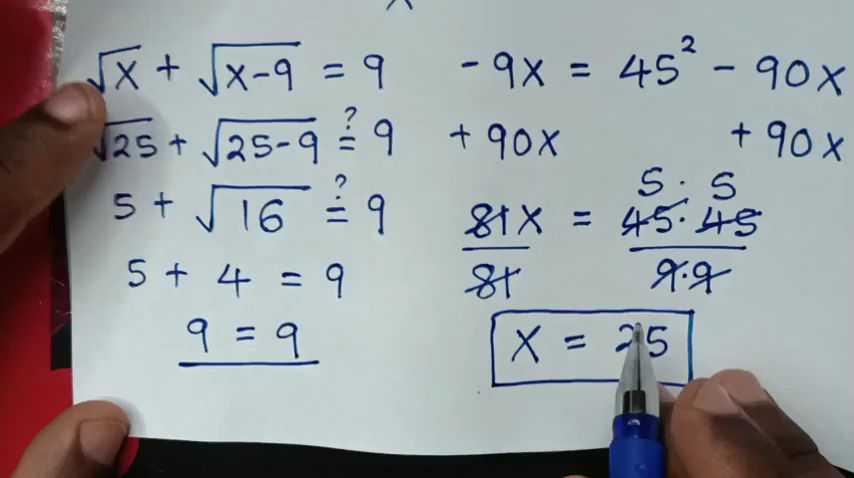 √x + √(x-9) = 9
√25 + √(25-9) ≟ 9
5 + √16 ≟ 9
5 + 4 = 9
9 = 9
-9x = 45² - 90x
+ 90x + 90x
5 · 5
81x = 45·45
81 9·9
x = 25